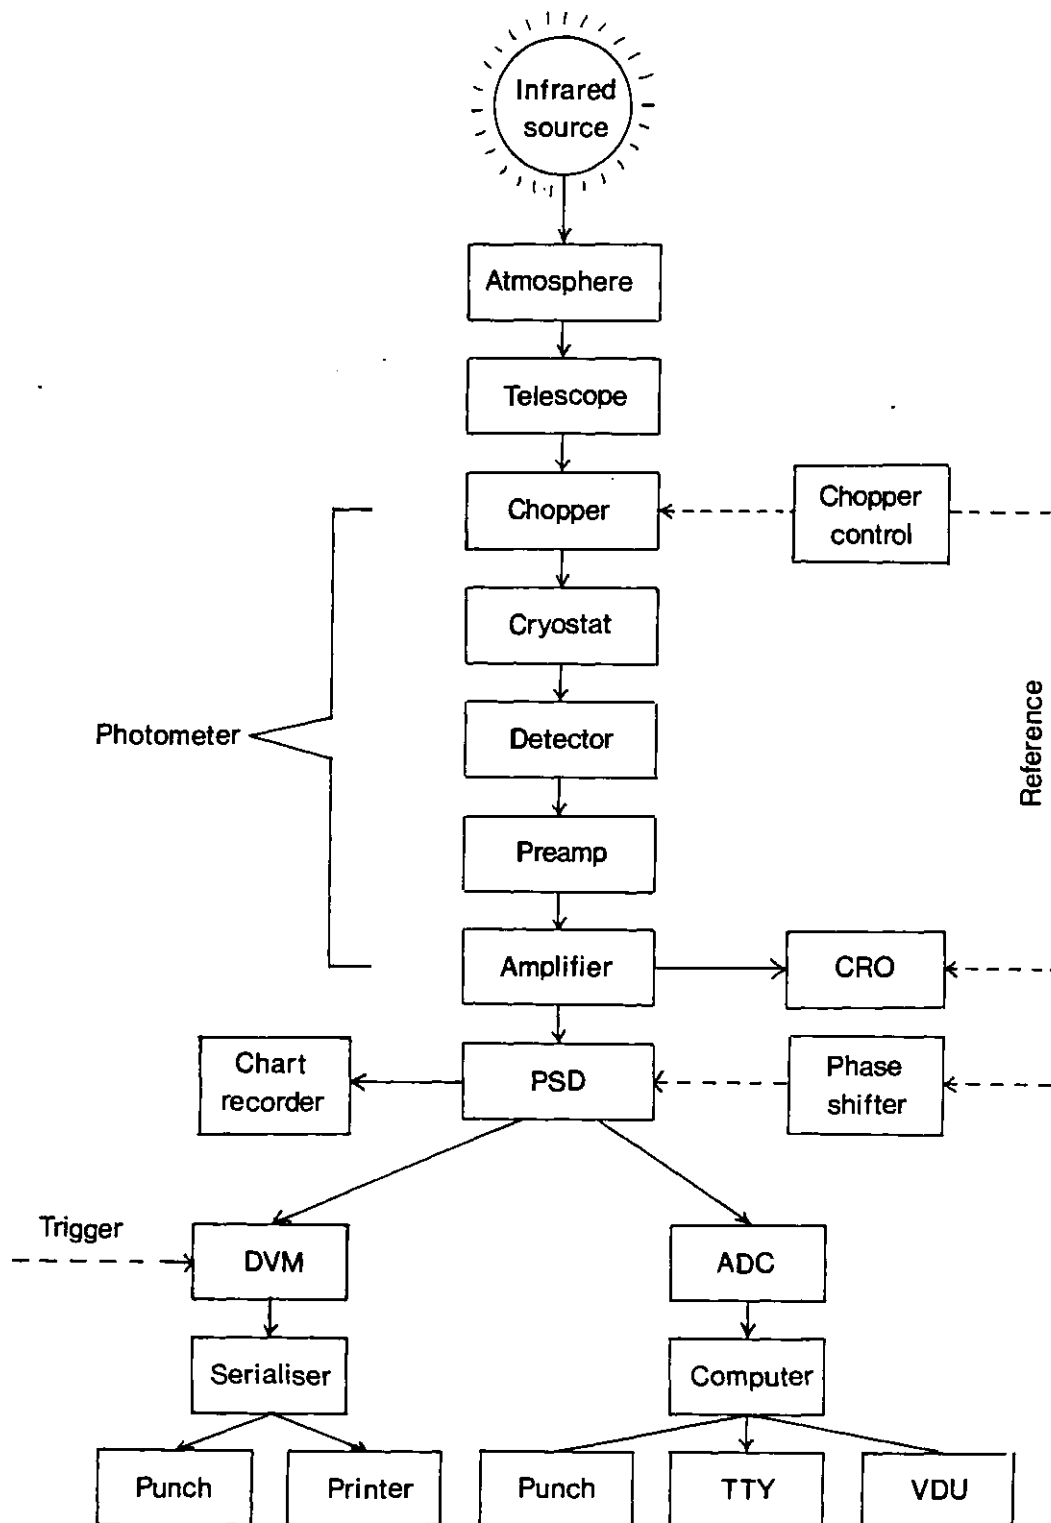 Infrared
source
Atmosphere
Telescope
Chopper
Chopper
control
Cryostat
Reference
Photometer
Detector
Preamp
Amplifier
CRO
Chart
recorder
PSD
Phase
shifter
Trigger
DVM
ADC
Serialiser
Computer
Punch
Printer
Punch
TTY
VDU